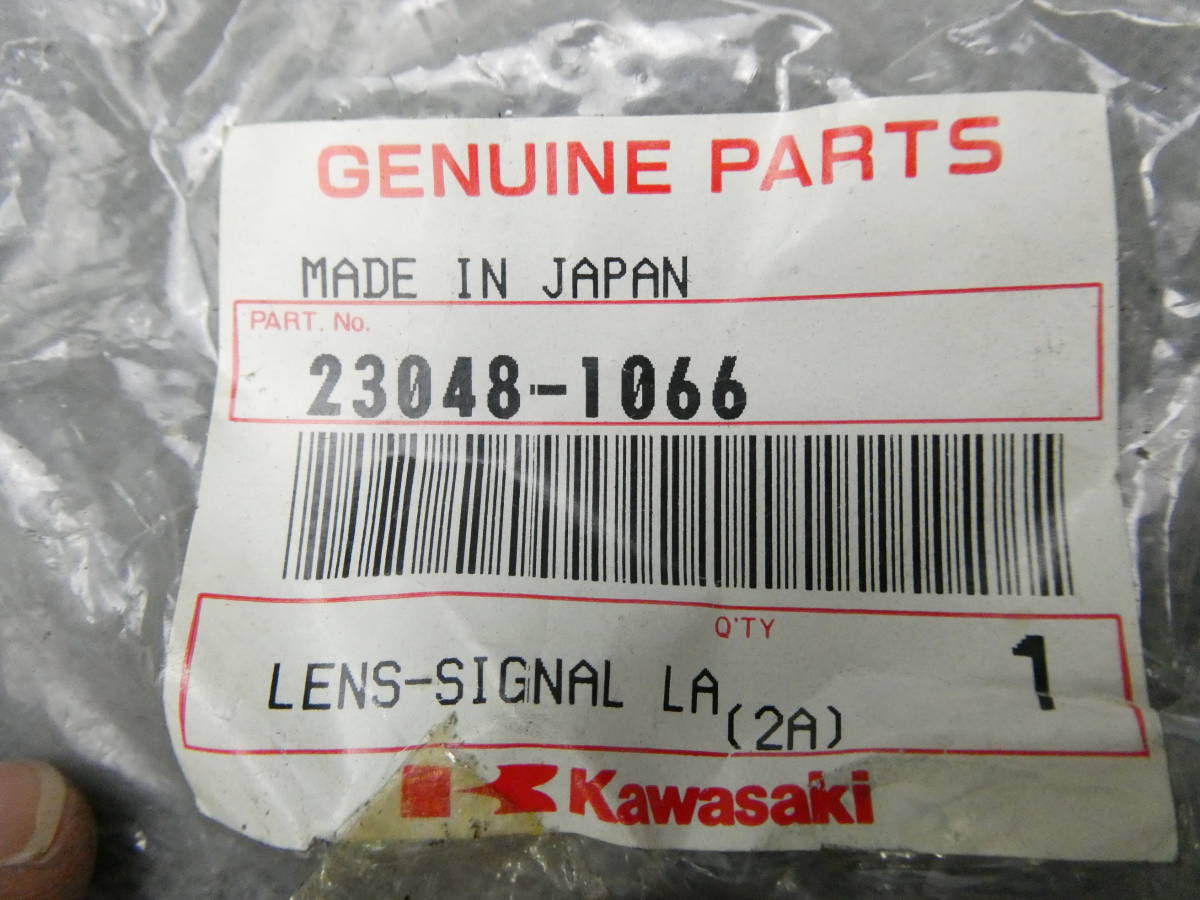 GENUINE PARTS
MADE IN JAPAN
PART. No.
23048-1066
Q'TY
LENS-SIGNAL LA 1
(2A)
Kawasaki